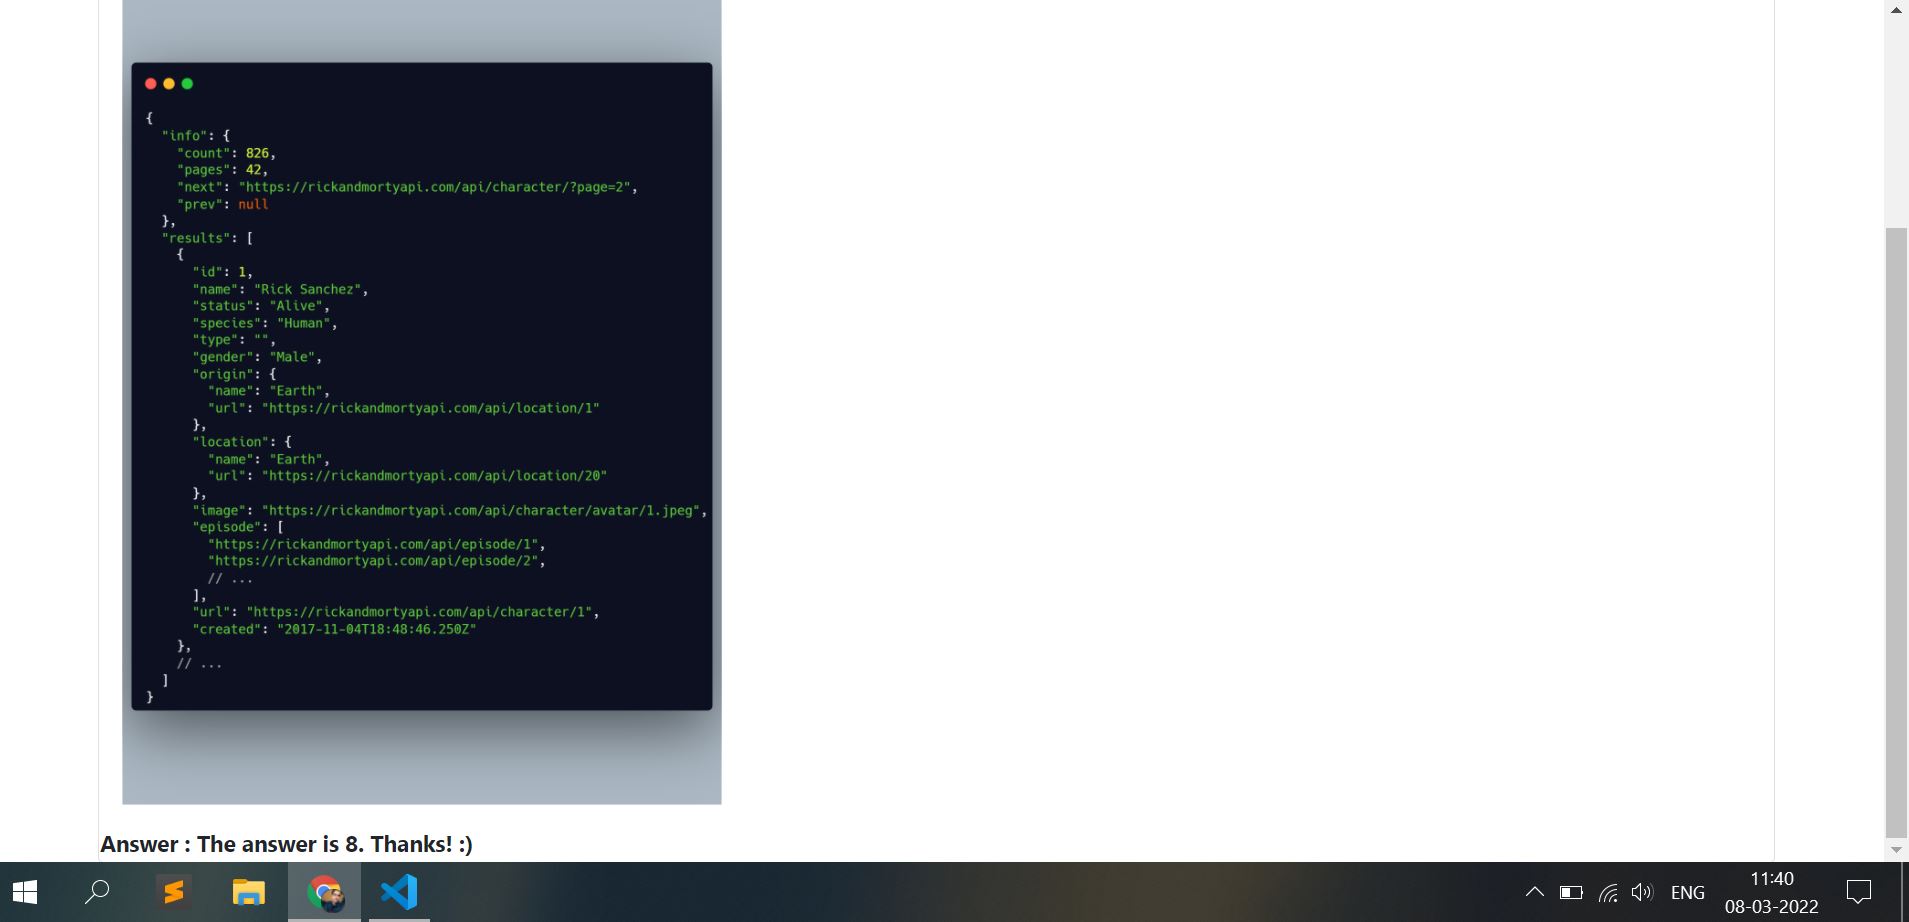 {
"info": {
"count": 826,
"pages": 42,
"next": "https://rickandmortyapi.com/api/character/?page=2",
"prev": null
},
"results": [
{
"id": 1,
"name": "Rick Sanchez",
"status": "Alive",
"species": "Human",
"type": "",
"gender": "Male",
"origin": {
"name": "Earth",
"url": "https://rickandmortyapi.com/api/location/1"
},
"location": {
"name": "Earth",
"url": "https://rickandmortyapi.com/api/location/20"
},
"image": "https://rickandmortyapi.com/api/character/avatar/1.jpeg",
"episode": [
"https://rickandmortyapi.com/api/episode/1",
"https://rickandmortyapi.com/api/episode/2",
// ...
],
"url": "https://rickandmortyapi.com/api/character/1",
"created": "2017-11-04T18:48:46.250Z"
},
// ...
]
}
Answer : The answer is 8. Thanks! :)
ENG
11:40
08-03-2022